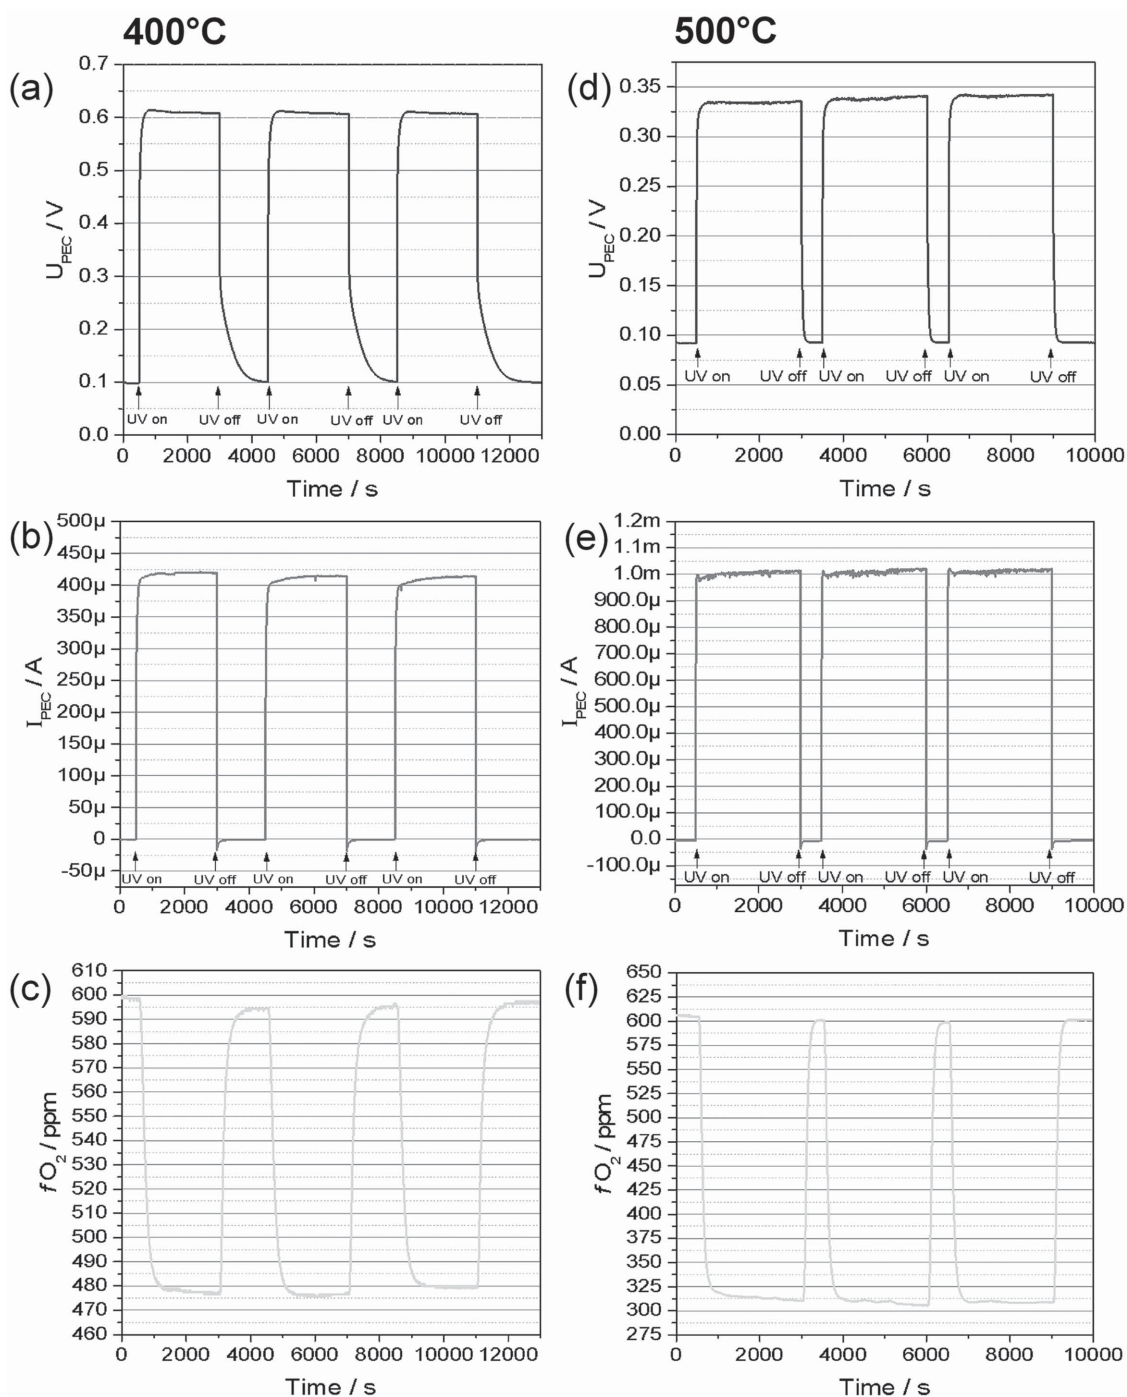 400°C
500°C
(a)
0.7
0.6
0.5
0.4
0.3
0.2
0.1
0.0
U_PEC / V
UV on
UV off
UV on
UV off
UV on
UV off
0 2000 4000 6000 8000 10000 12000
Time / s
(d)
0.35
0.30
0.25
0.20
0.15
0.10
0.05
0.00
U_PEC / V
UV on
UV off
UV on
UV off
UV on
UV off
0 2000 4000 6000 8000 10000
Time / s
(b)
500µ
450µ
400µ
350µ
300µ
250µ
200µ
150µ
100µ
50µ
0
-50µ
I_PEC / A
UV on
UV off
UV on
UV off
UV on
UV off
0 2000 4000 6000 8000 10000 12000
Time / s
(e)
1.2m
1.1m
1.0m
900.0µ
800.0µ
700.0µ
600.0µ
500.0µ
400.0µ
300.0µ
200.0µ
100.0µ
0.0
-100.0µ
I_PEC / A
UV on
UV off
UV on
UV off
UV on
UV off
0 2000 4000 6000 8000 10000
Time / s
(c)
610
600
590
580
570
560
550
540
530
520
510
500
490
480
470
460
fO₂ / ppm
0 2000 4000 6000 8000 10000 12000
Time / s
(f)
650
625
600
575
550
525
500
475
450
425
400
375
350
325
300
275
fO₂ / ppm
0 2000 4000 6000 8000 10000
Time / s